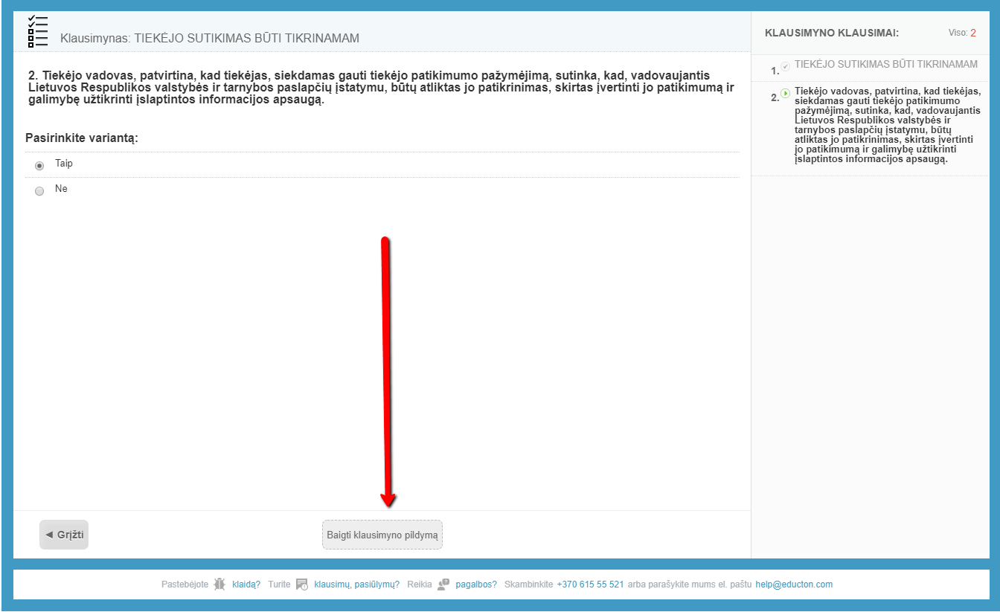 Klausimynas: TIEKĖJO SUTIKIMAS BŪTI TIKRINAMAM
2. Tiekėjo vadovas, patvirtina, kad tiekėjas, siekdamas gauti tiekėjo patikimumo pažymėjimą, sutinka, kad, vadovaujantis
Lietuvos Respublikos valstybės ir tarnybos paslapčių įstatymu, būtų atliktas jo patikrinimas, skirtas įvertinti jo patikimumą ir
galimybę užtikrinti įslaptintos informacijos apsaugą.
Pasirinkite variantą:
Taip
Ne
◄ Grįžti
Baigti klausimyno pildymą
KLAUSIMYNO KLAUSIMAI: Viso: 2
1. TIEKĖJO SUTIKIMAS BŪTI TIKRINAMAM
2. Tiekėjo vadovas, patvirtina, kad tiekėjas,
siekdamas gauti tiekėjo patikimumo
pažymėjimą, sutinka, kad, vadovaujantis
Lietuvos Respublikos valstybės ir
tarnybos paslapčių įstatymu, būtų
atliktas jo patikrinimas, skirtas įvertinti
jo patikimumą ir galimybę užtikrinti
įslaptintos informacijos apsaugą.
Pastebėjote klaidą? Turite klausimų, pasiūlymų? Reikia pagalbos? Skambinkite +370 615 55 521 arba parašykite mums el. paštu help@educton.com